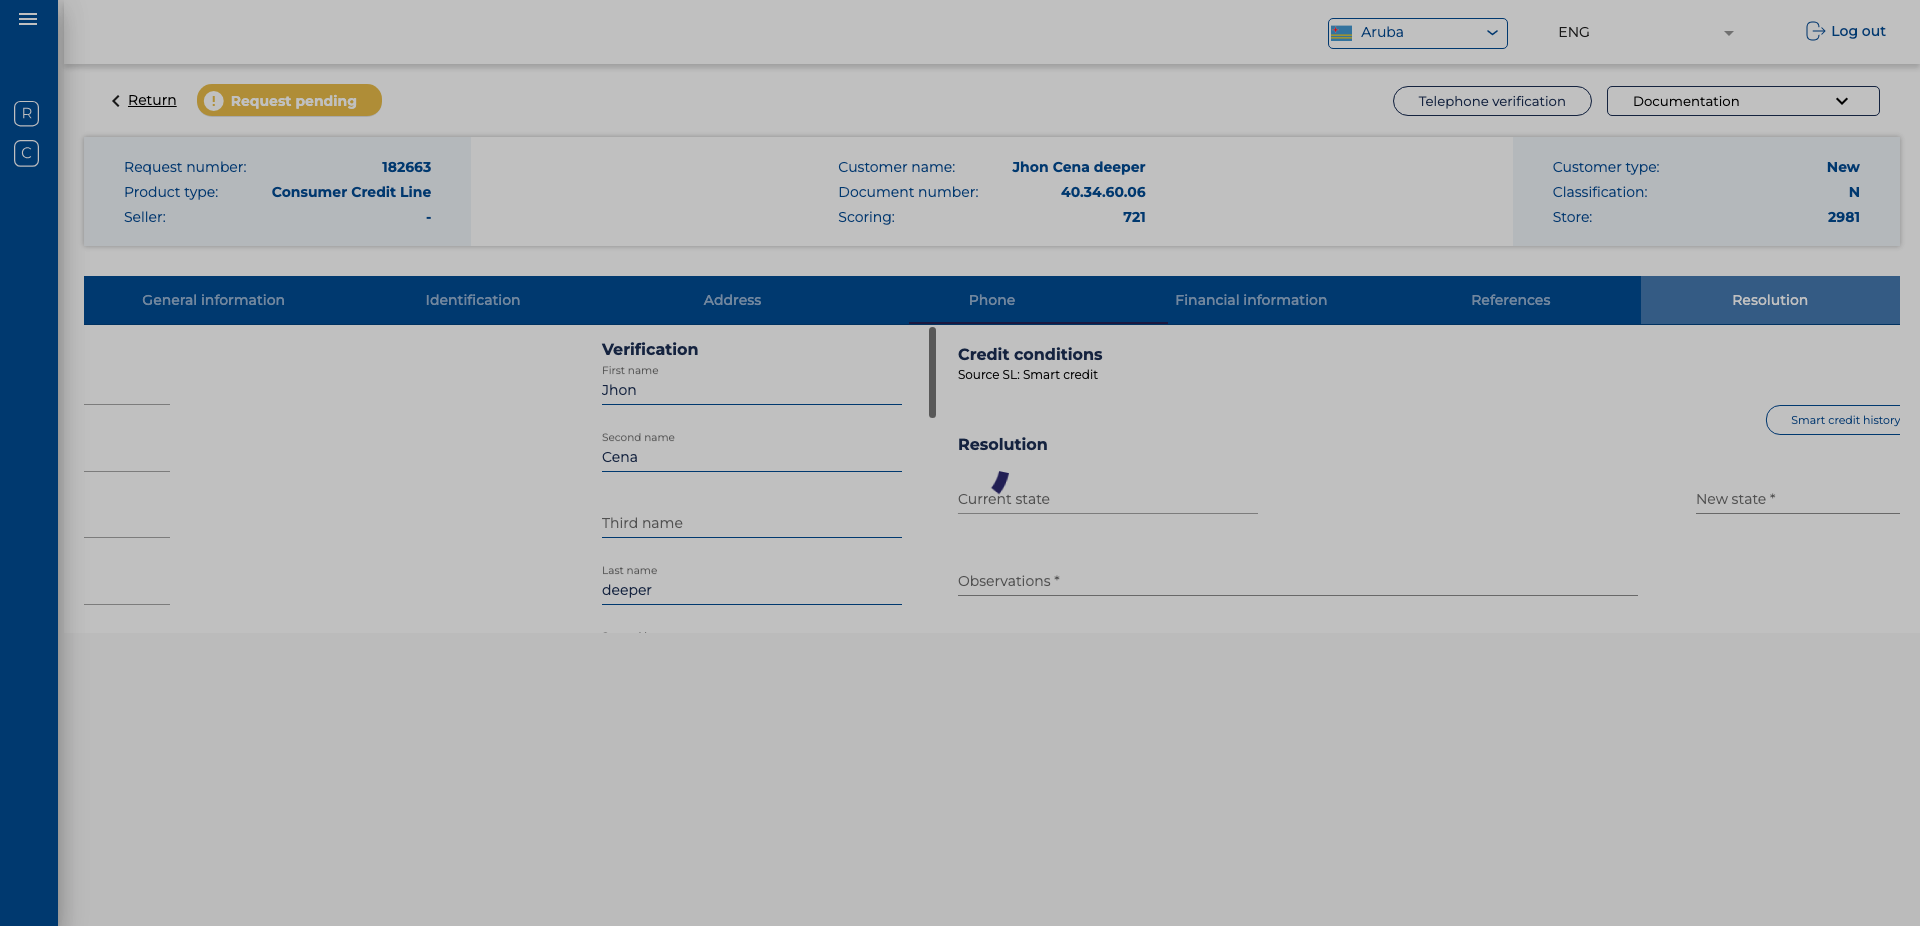 Aruba
ENG
Log out
R
C
Return
Request pending
Telephone verification
Documentation
Request number: 182663
Product type: Consumer Credit Line
Seller: -
Customer name: Jhon Cena deeper
Document number: 40.34.60.06
Scoring: 721
Customer type: New
Classification: N
Store: 2981
General information
Identification
Address
Phone
Financial information
References
Resolution
Verification
First name
Jhon
Second name
Cena
Third name
Last name
deeper
Credit conditions
Source SL: Smart credit
Smart credit history
Resolution
Current state
New state *
Observations *